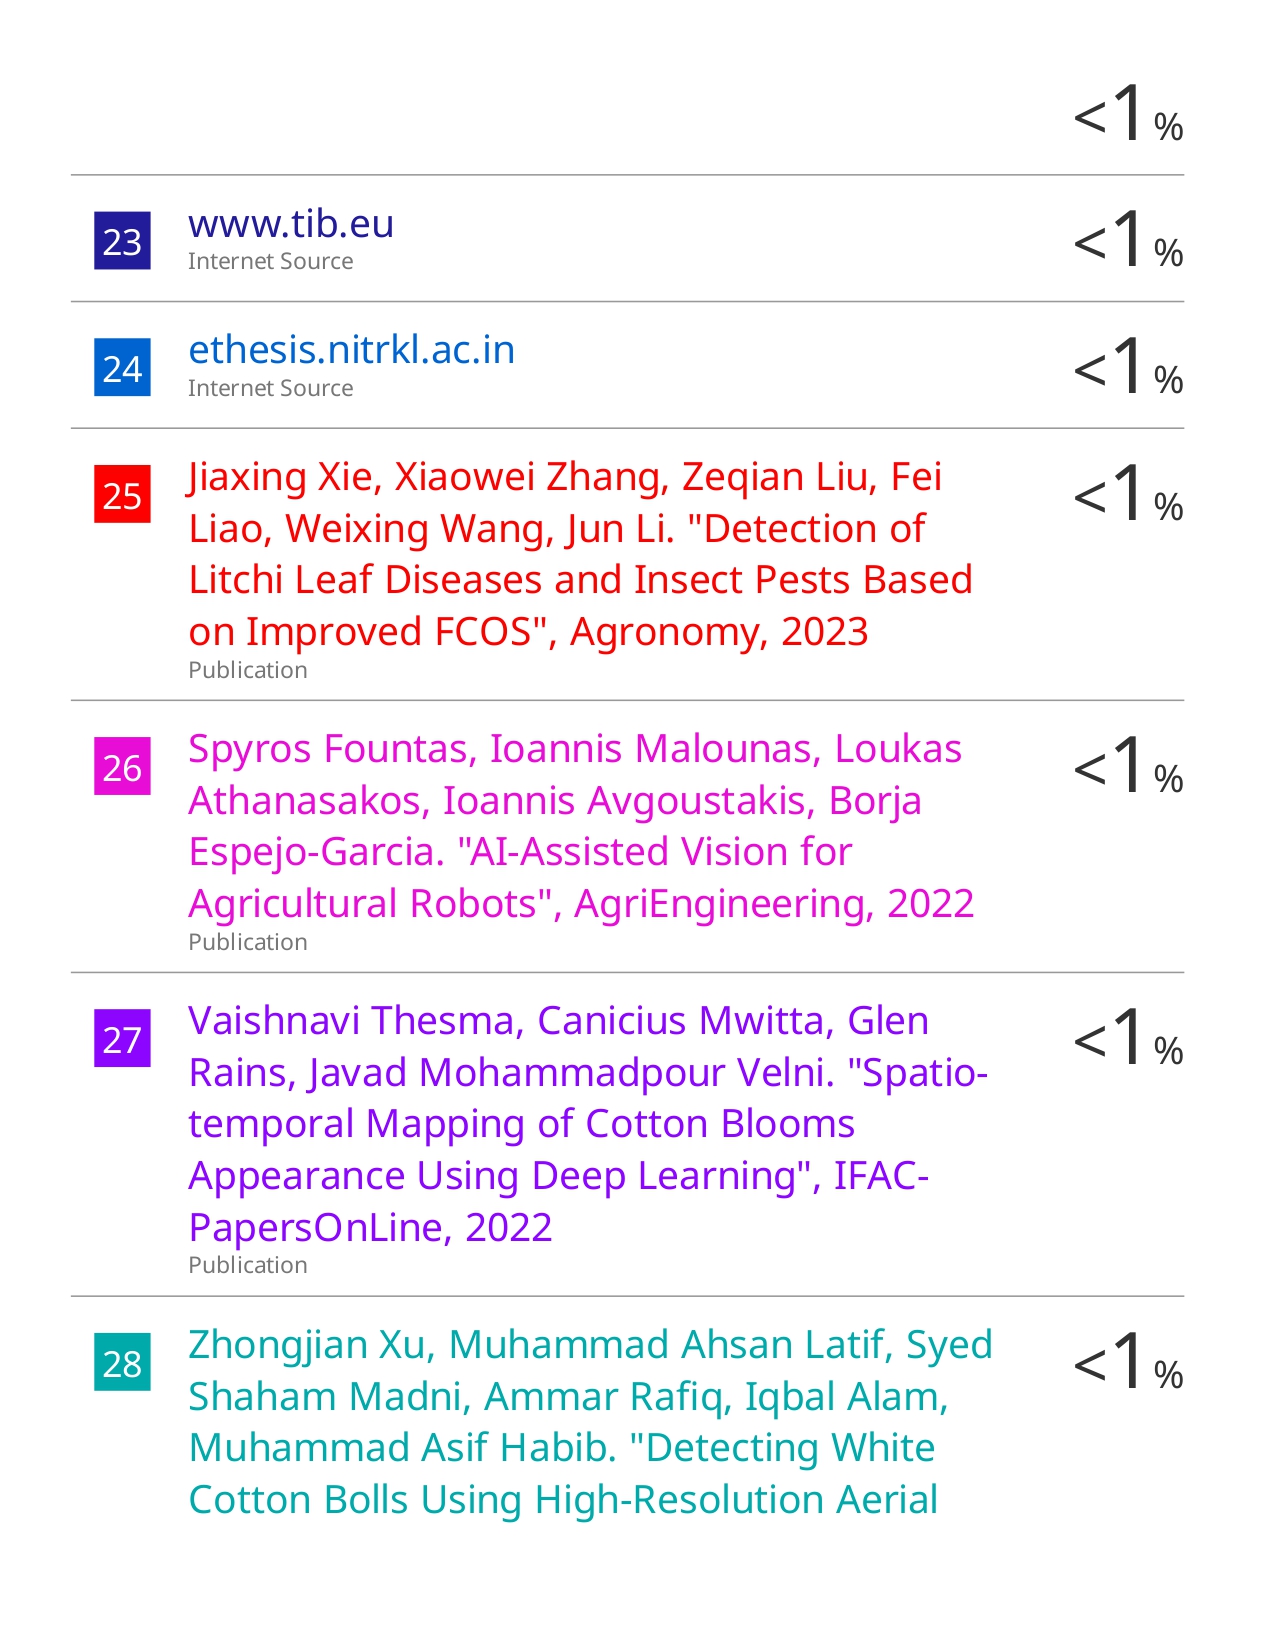 <1%
23 www.tib.eu <1%
Internet Source
24 ethesis.nitrkl.ac.in <1%
Internet Source
25 Jiaxing Xie, Xiaowei Zhang, Zeqian Liu, Fei <1%
Liao, Weixing Wang, Jun Li. "Detection of
Litchi Leaf Diseases and Insect Pests Based
on Improved FCOS", Agronomy, 2023
Publication
26 Spyros Fountas, Ioannis Malounas, Loukas <1%
Athanasakos, Ioannis Avgoustakis, Borja
Espejo-Garcia. "AI-Assisted Vision for
Agricultural Robots", AgriEngineering, 2022
Publication
27 Vaishnavi Thesma, Canicius Mwitta, Glen <1%
Rains, Javad Mohammadpour Velni. "Spatio-
temporal Mapping of Cotton Blooms
Appearance Using Deep Learning", IFAC-
PapersOnLine, 2022
Publication
28 Zhongjian Xu, Muhammad Ahsan Latif, Syed <1%
Shaham Madni, Ammar Rafiq, Iqbal Alam,
Muhammad Asif Habib. "Detecting White
Cotton Bolls Using High-Resolution Aerial